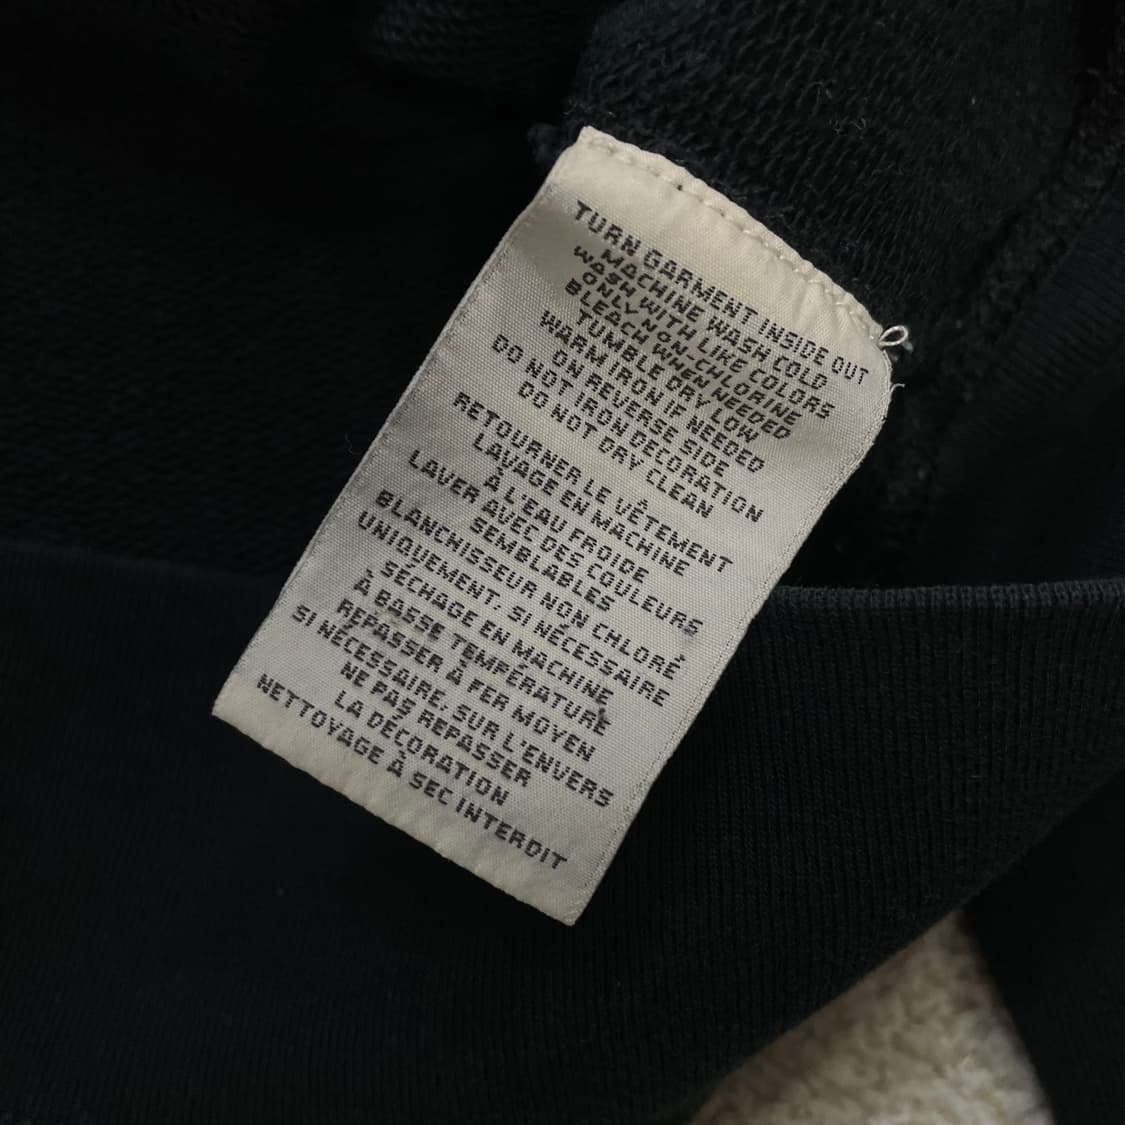 TURN GARMENT INSIDE OUT
MACHINE WASH COLD
WASH WITH LIKE COLORS
ONLY NON-CHLORINE
BLEACH WHEN NEEDED
TUMBLE DRY LOW
WARM IRON IF NEEDED
ON REVERSE SIDE
DO NOT IRON DECORATION
DO NOT DRY CLEAN
RETOURNER LE VÊTEMENT
LAVAGE EN MACHINE
À L'EAU FROIDE
LAVER AVEC DES COULEURS
SEMBLABLES
BLANCHISSEUR NON CHLORÉ
UNIQUEMENT, SI NÉCESSAIRE
SÉCHAGE EN MACHINE,
À BASSE TEMPÉRATURE
REPASSER À FER MOYEN
SI NÉCESSAIRE, SUR L'ENVERS
NE PAS REPASSER
LA DÉCORATION
NETTOYAGE À SEC INTERDIT